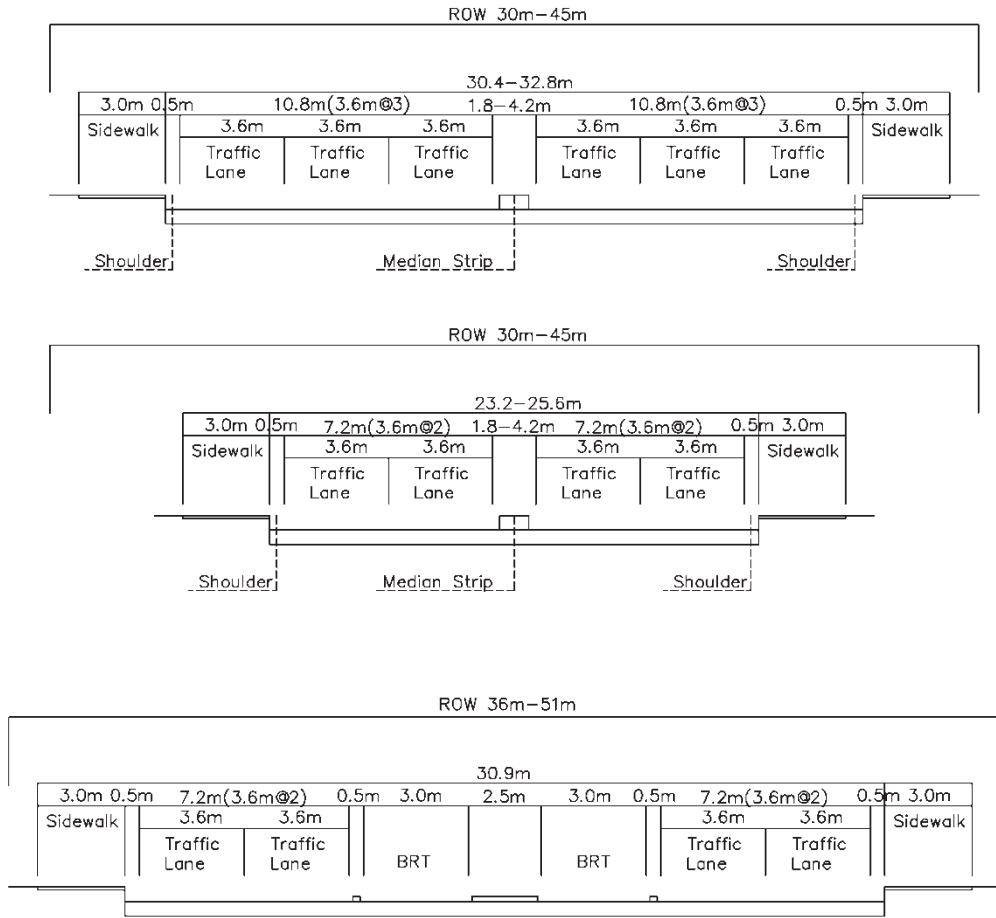 ROW 30m-45m
30.4-32.8m
3.0m 0.5m 10.8m(3.6m@3) 1.8-4.2m 10.8m(3.6m@3) 0.5m 3.0m
Sidewalk 3.6m 3.6m 3.6m 3.6m 3.6m 3.6m Sidewalk
Traffic Traffic Traffic Traffic Traffic Traffic
Lane Lane Lane Lane Lane Lane
Shoulder Median Strip Shoulder
ROW 30m-45m
23.2-25.6m
3.0m 0.5m 7.2m(3.6m@2) 1.8-4.2m 7.2m(3.6m@2) 0.5m 3.0m
Sidewalk 3.6m 3.6m 3.6m 3.6m Sidewalk
Traffic Traffic Traffic Traffic
Lane Lane Lane Lane
Shoulder Median Strip Shoulder
ROW 36m-51m
30.9m
3.0m 0.5m 7.2m(3.6m@2) 0.5m 3.0m 2.5m 3.0m 0.5m 7.2m(3.6m@2) 0.5m 3.0m
Sidewalk 3.6m 3.6m 3.6m 3.6m Sidewalk
Traffic Traffic Traffic Traffic
Lane Lane BRT BRT Lane Lane